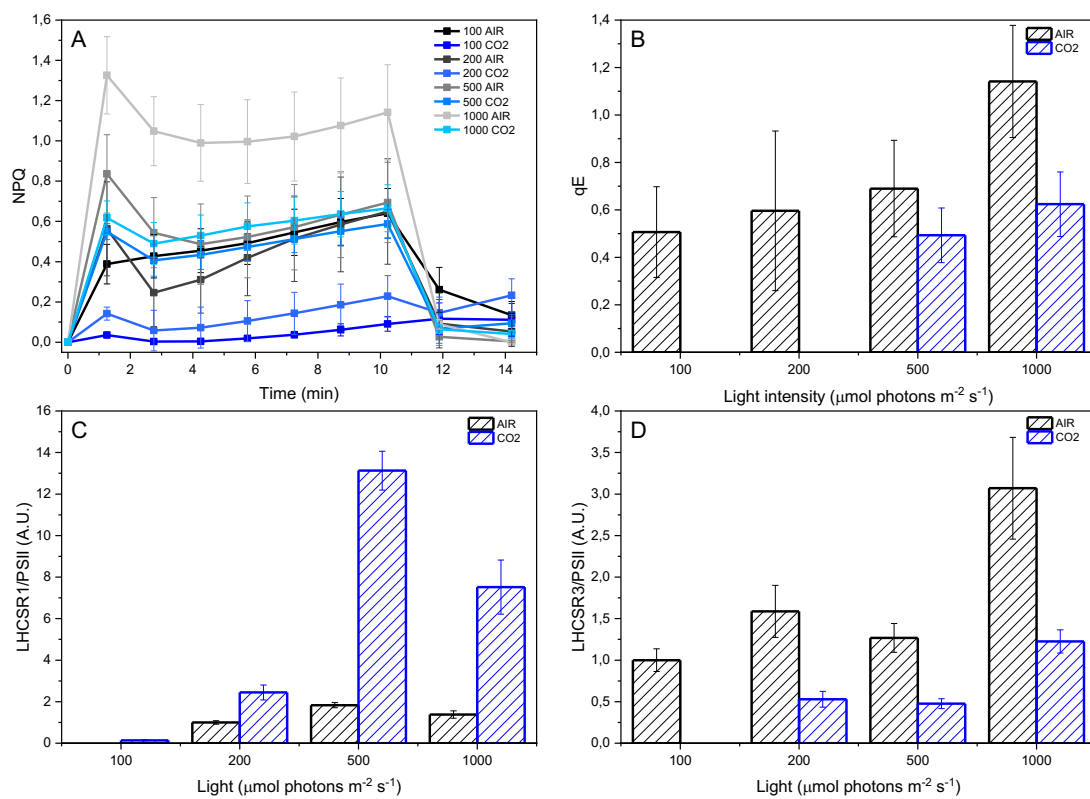 A
1,6
1,4
1,2
1,0
0,8
0,6
0,4
0,2
0,0
NPQ
0 2 4 6 8 10 12 14
Time (min)
100 AIR
100 CO2
200 AIR
200 CO2
500 AIR
500 CO2
1000 AIR
1000 CO2
B
1,4
1,2
1,0
0,8
0,6
0,4
0,2
0,0
qE
100 200 500 1000
Light intensity (μmol photons m⁻² s⁻¹)
AIR
CO2
C
16
14
12
10
8
6
4
2
0
LHCSR1/PSII (A.U.)
100 200 500 1000
Light (μmol photons m⁻² s⁻¹)
AIR
CO2
D
4,0
3,5
3,0
2,5
2,0
1,5
1,0
0,5
0,0
LHCSR3/PSII (A.U.)
100 200 500 1000
Light (μmol photons m⁻² s⁻¹)
AIR
CO2